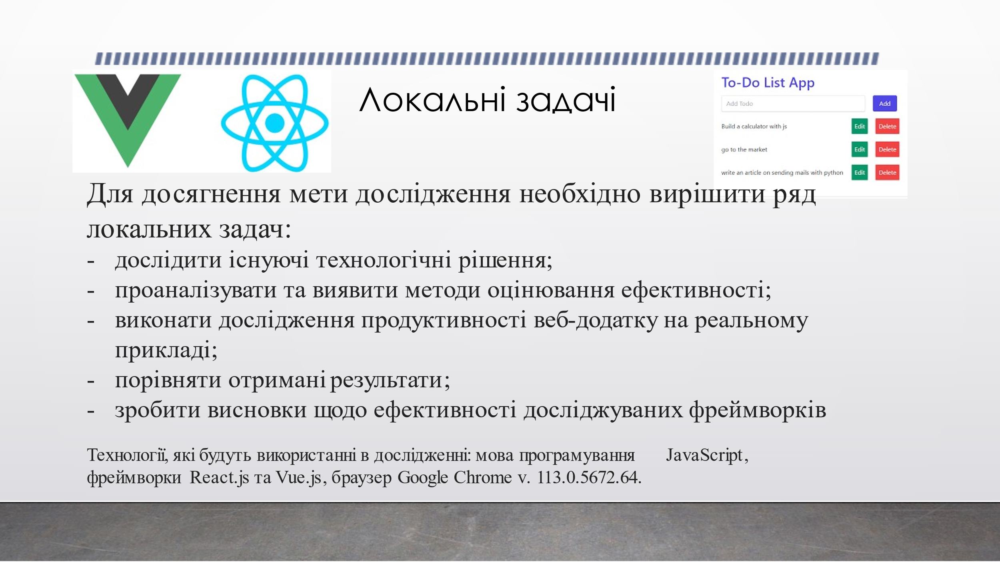 Локальні задачі
To-Do List App
Add Todo Add
Build a calculator with js Edit Delete
go to the market Edit Delete
write an article on sending mails with python Edit Delete
Для досягнення мети дослідження необхідно вирішити ряд
локальних задач:
- дослідити існуючі технологічні рішення;
- проаналізувати та виявити методи оцінювання ефективності;
- виконати дослідження продуктивності веб-додатку на реальному
прикладі;
- порівняти отримані результати;
- зробити висновки щодо ефективності досліджуваних фреймворків
Технології, які будуть використанні в дослідженні: мова програмування JavaScript,
фреймворки React.js та Vue.js, браузер Google Chrome v. 113.0.5672.64.